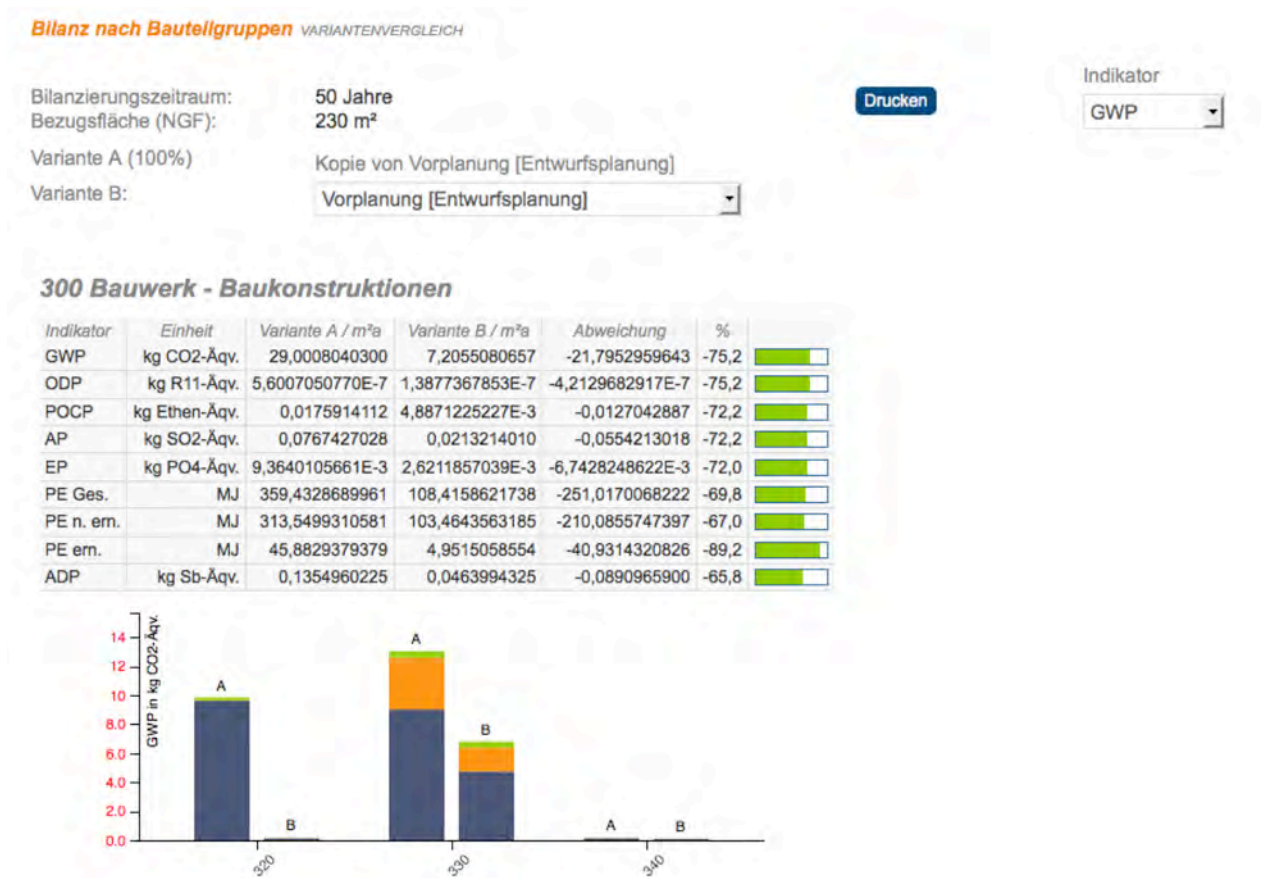 Bilanz nach Bauteilgruppen VARIANTENVERGLEICH
Indikator
Bilanzierungszeitraum: 50 Jahre Drucken GWP
Bezugsfläche (NGF): 230 m²
Variante A (100%) Kopie von Vorplanung [Entwurfsplanung]
Variante B: Vorplanung [Entwurfsplanung]
300 Bauwerk - Baukonstruktionen
Indikator Einheit Variante A / m²a Variante B / m²a Abweichung %
GWP kg CO2-Äqv. 29,0008040300 7,2055080657 -21,7952959643 -75,2
ODP kg R11-Äqv. 5,6007050770E-7 1,3877367853E-7 -4,2129682917E-7 -75,2
POCP kg Ethen-Äqv. 0,0175914112 4,8871225227E-3 -0,0127042887 -72,2
AP kg SO2-Äqv. 0,0767427028 0,0213214010 -0,0554213018 -72,2
EP kg PO4-Äqv. 9,3640105661E-3 2,6211857039E-3 -6,7428248622E-3 -72,0
PE Ges. MJ 359,4328689961 108,4158621738 -251,0170068222 -69,8
PE n. ern. MJ 313,5499310581 103,4643563185 -210,0855747397 -67,0
PE ern. MJ 45,8829379379 4,9515058554 -40,9314320826 -89,2
ADP kg Sb-Äqv. 0,1354960225 0,0463994325 -0,0890965900 -65,8
GWP in kg CO2-Äqv.
14
12
10
8.0
6.0
4.0
2.0
0.0
A
B
A
B
A
B
320
330
340